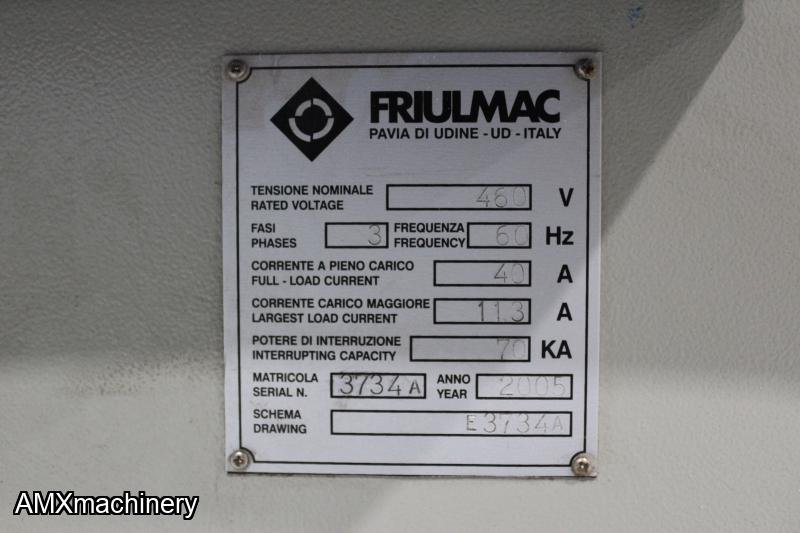 FRIULMAC
PAVIA DI UDINE - UD - ITALY
TENSIONE NOMINALE
RATED VOLTAGE 460 V
FASI
PHASES 3 FREQUENZA
FREQUENCY 60 Hz
CORRENTE A PIENO CARICO
FULL - LOAD CURRENT 40 A
CORRENTE CARICO MAGGIORE
LARGEST LOAD CURRENT 11.3 A
POTERE DI INTERRUZIONE
INTERRUPTING CAPACITY 70 KA
MATRICOLA
SERIAL N. 3734A ANNO
YEAR 2005
SCHEMA
DRAWING E3734A
AMXmachinery